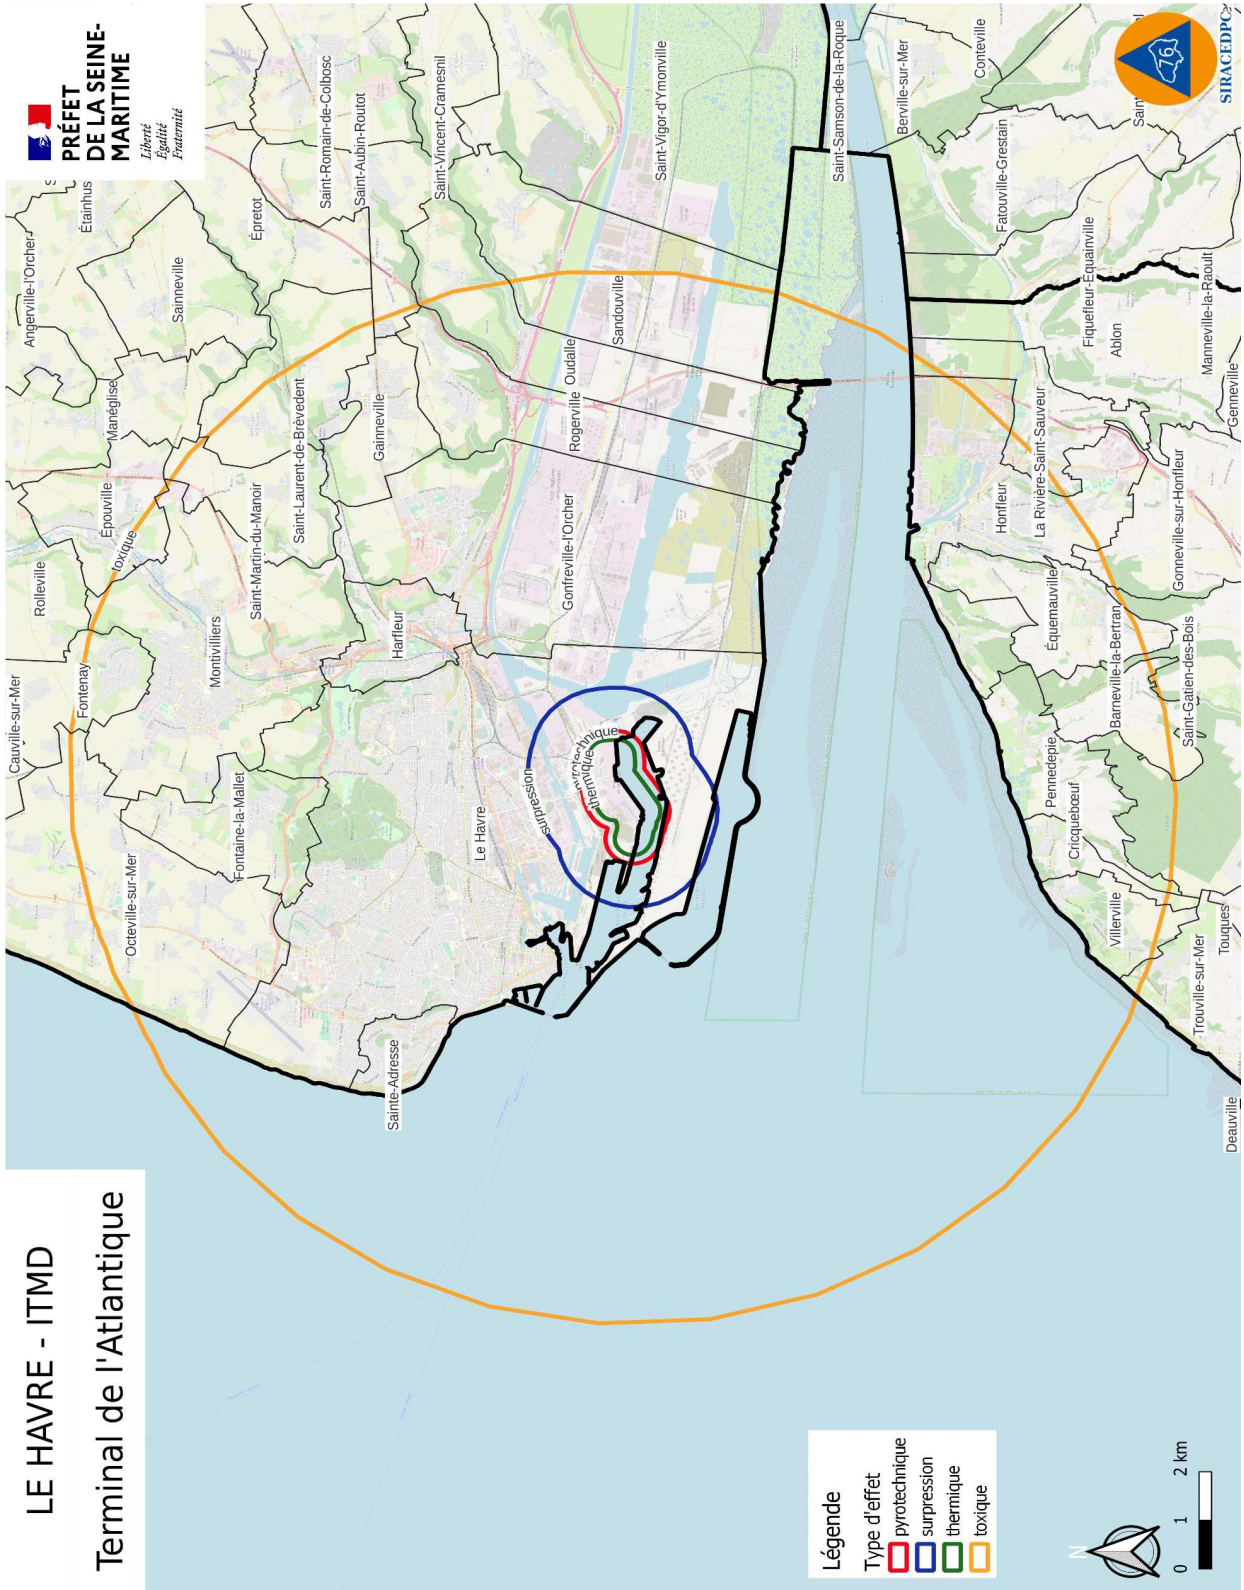 LE HAVRE - ITMD
Terminal de l'Atlantique
PRÉFET
DE LA SEINE-
MARITIME
Liberté
Égalité
Fraternité
Cauville-sur-Mer
Rolleville
Angerville-l'Orcher
Étainhus
Fontenay
Épouville
Manéglise
toxique
Octeville-sur-Mer
Montivilliers
Sainneville
Épretot
Fontaine-la-Mallet
Saint-Martin-du-Manoir
Saint-Laurent-de-Brèvedent
Saint-Romain-de-Colbosc
Saint-Aubin-Routot
Gainneville
Sainte-Adresse
Harfleur
Saint-Vincent-Cramesnil
Le Havre
surpression
pyrotechnique
thermique
Gonfreville-l'Orcher
Rogerville
Oudalle
Sandouville
Saint-Vigor-d'Ymonville
Saint-Samson-de-la-Roque
Berville-sur-Mer
Conteville
Fatouville-Grestain
Honfleur
La Rivière-Saint-Sauveur
Équemauville
Pennedepie
Cricquebœuf
Fiquefleur-Equainville
Ablon
Villerville
Barneville-la-Bertran
Gonneville-sur-Honfleur
Saint-Gatien-des-Bois
Manneville-la-Raoult
Trouville-sur-Mer
Touques
Genneville
Deauville
76
SIRACEDPC
Légende
Type d'effet
pyrotechnique
surpression
thermique
toxique
N
0 1 2 km